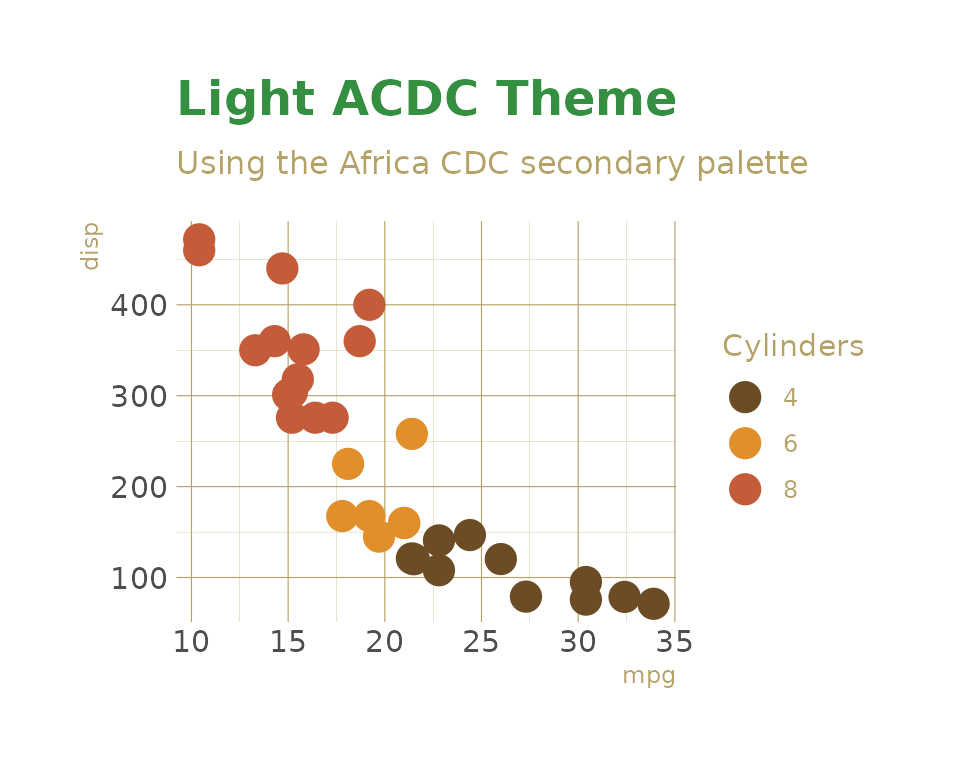 Light ACDC Theme
Using the Africa CDC secondary palette
disp
400
300
200
100
10 15 20 25 30 35
mpg
Cylinders
4
6
8